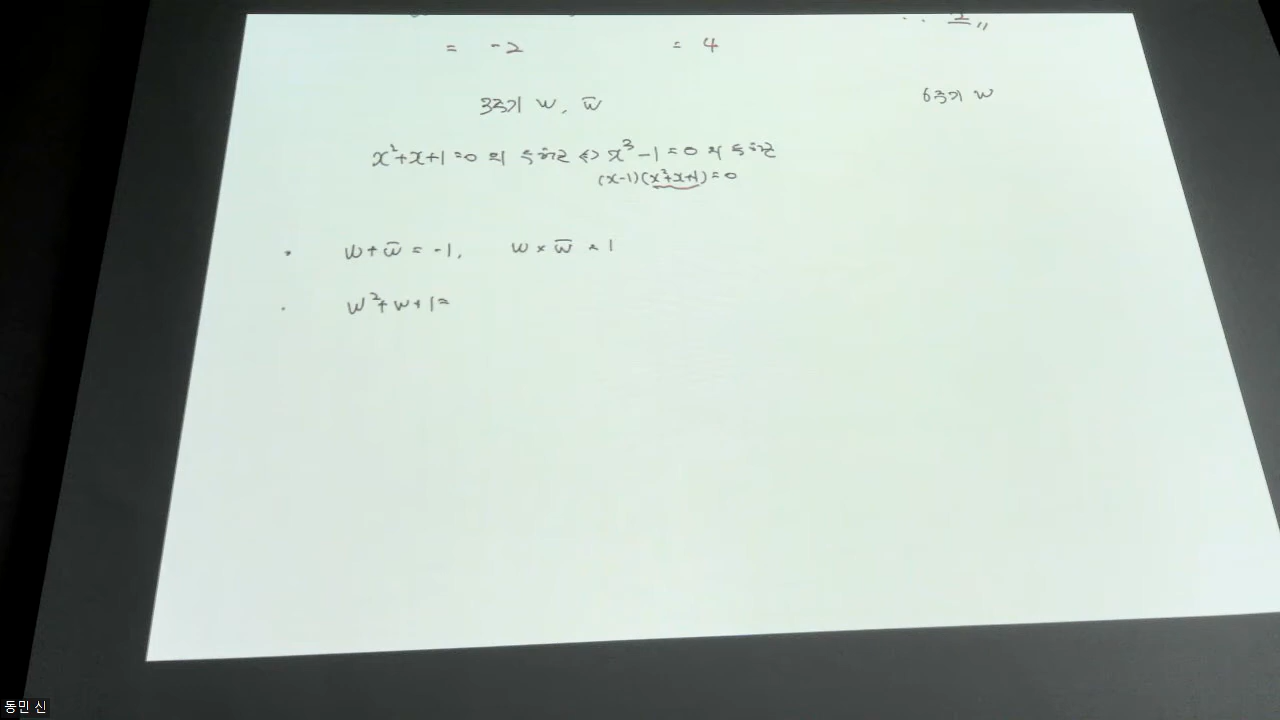 = -2 = 4
3주기 w, w̅ 6주기 w
x²+x+1=0 의 두 허근 ⇔ x³-1=0 의 두 허근
(x-1)(x²+x+1)=0
· w+w̅ = -1, w × w̅ = 1
· w²+w+1=
동민 신